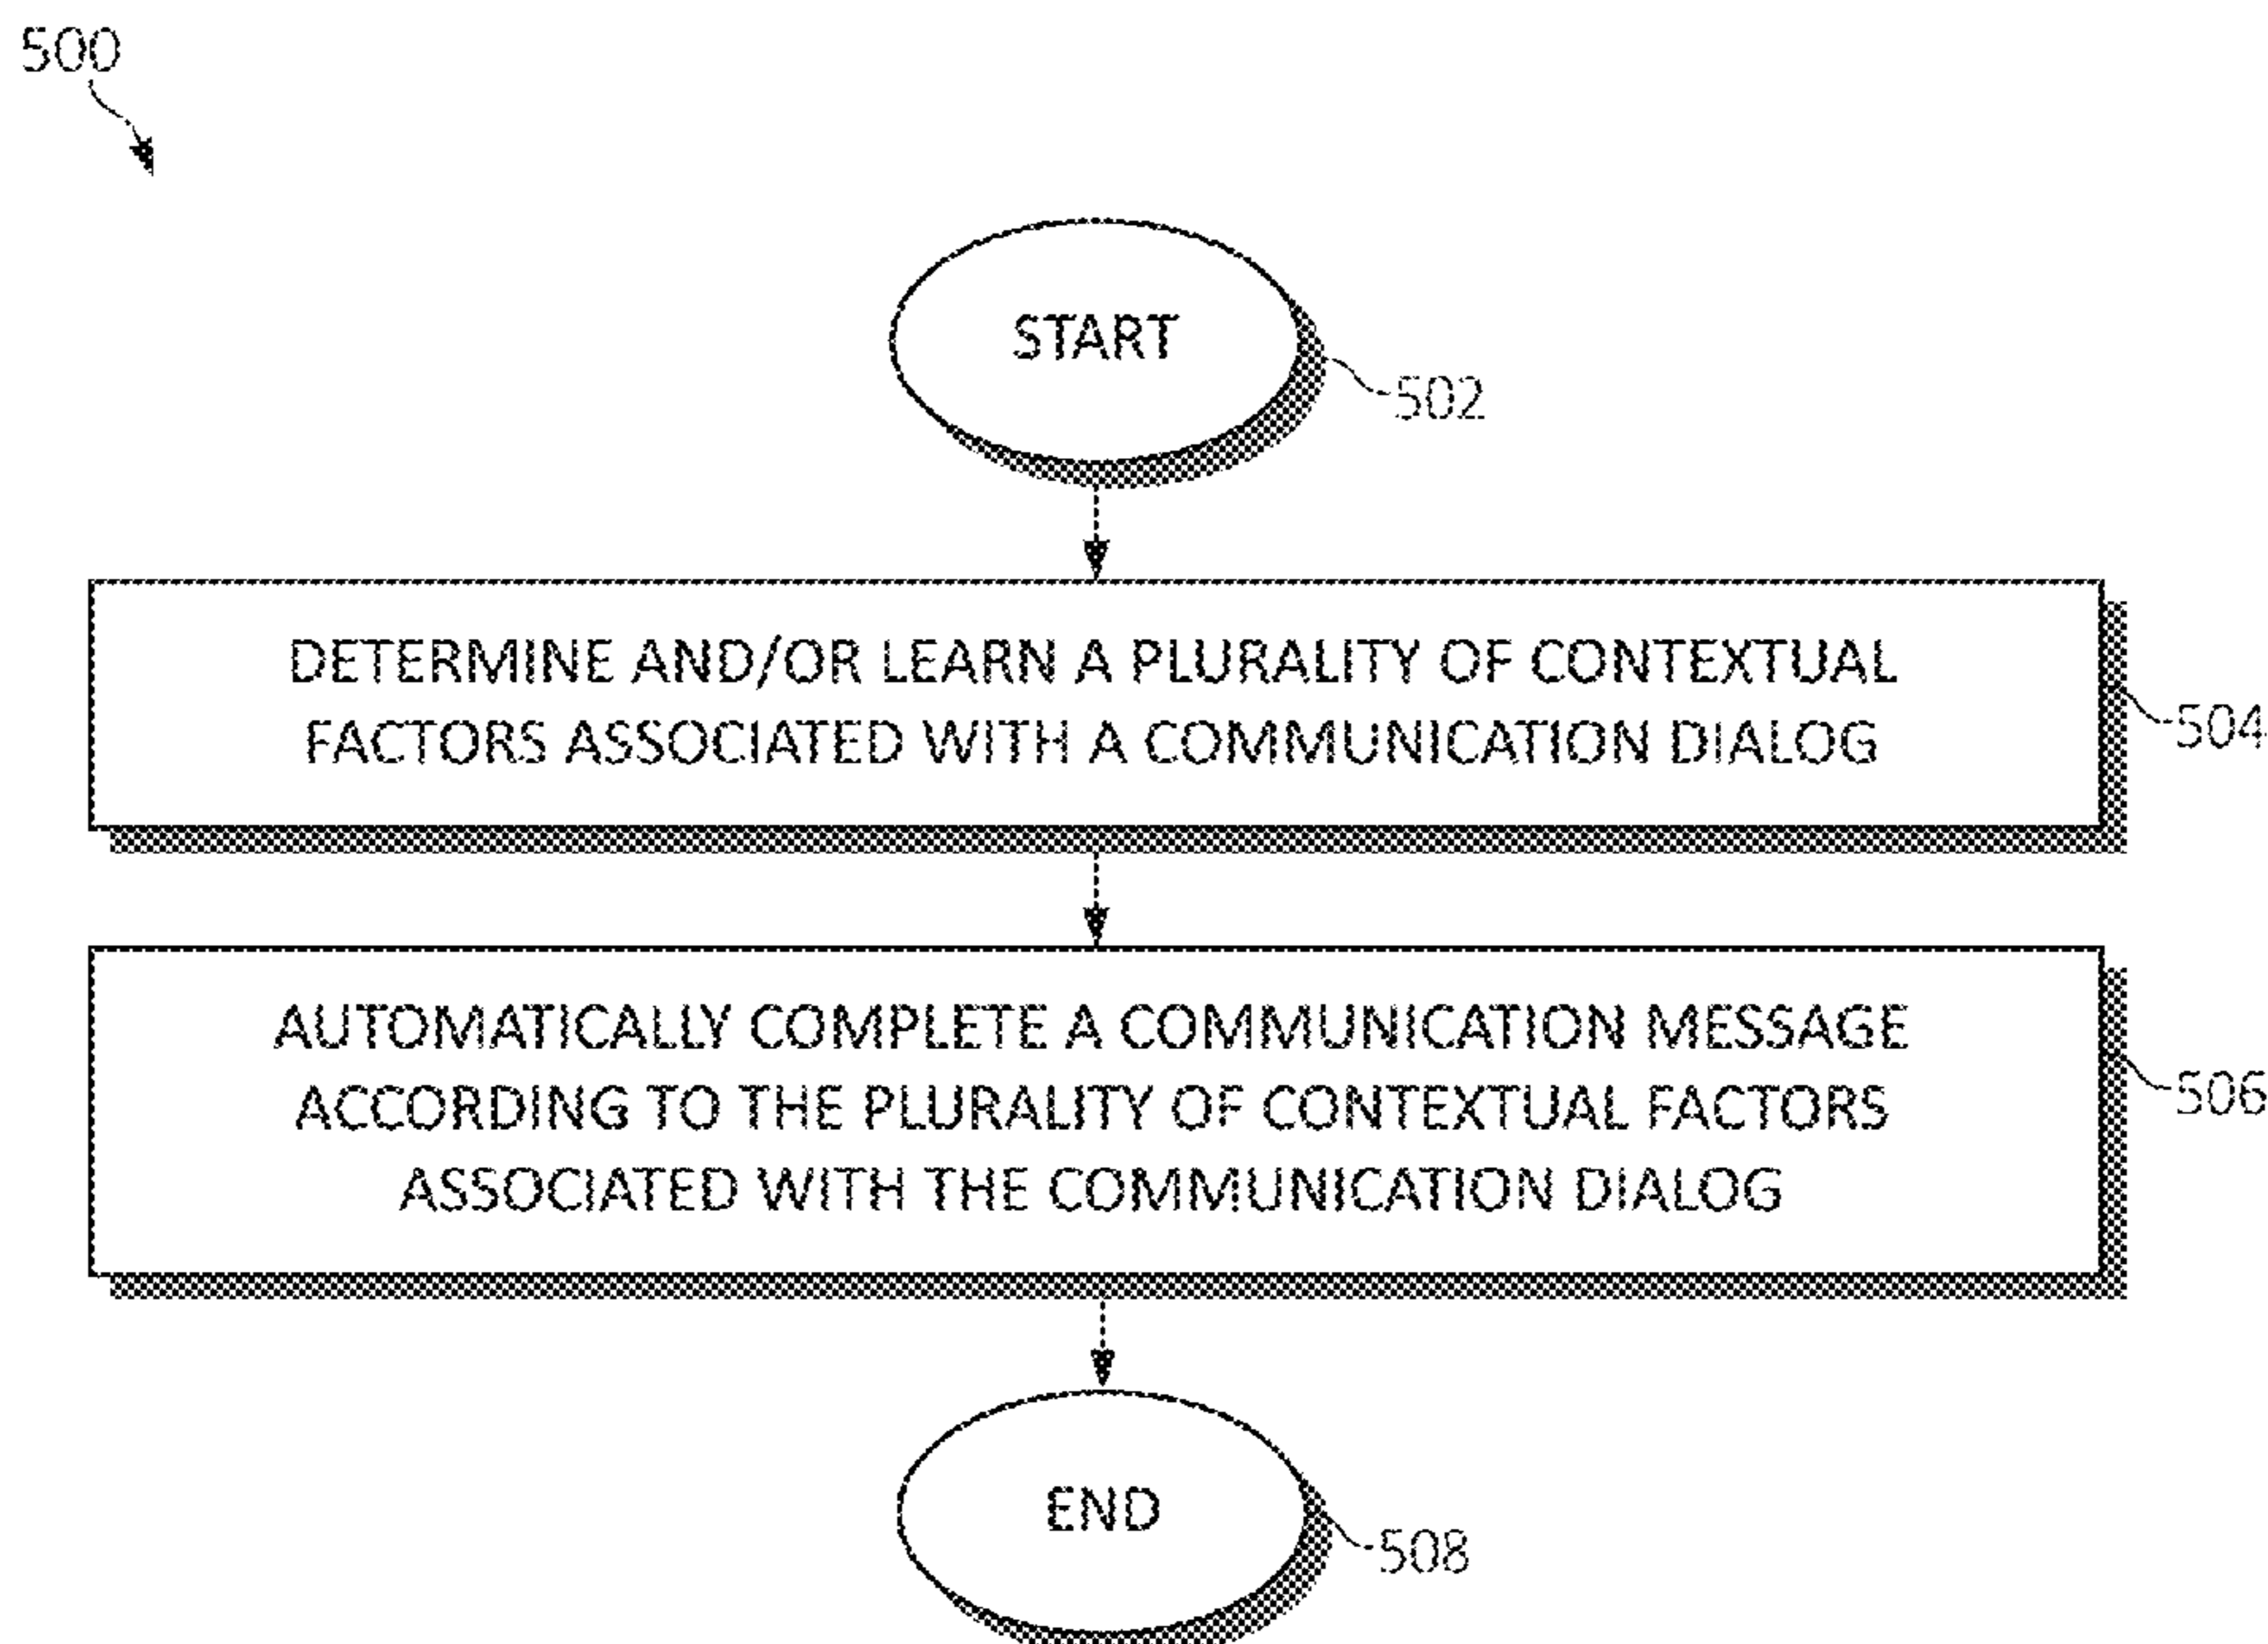 500
START
502
DETERMINE AND/OR LEARN A PLURALITY OF CONTEXTUAL
FACTORS ASSOCIATED WITH A COMMUNICATION DIALOG
504
AUTOMATICALLY COMPLETE A COMMUNICATION MESSAGE
ACCORDING TO THE PLURALITY OF CONTEXTUAL FACTORS
ASSOCIATED WITH THE COMMUNICATION DIALOG
506
END
508